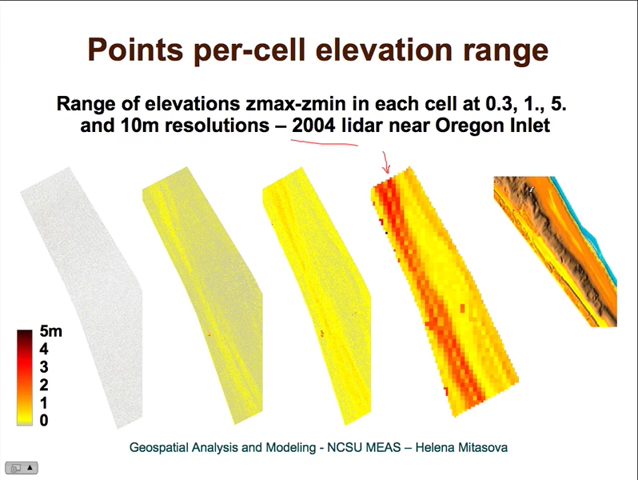 Points per-cell elevation range
Range of elevations zmax-zmin in each cell at 0.3, 1., 5.
and 10m resolutions – 2004 lidar near Oregon Inlet
5m
4
3
2
1
0
Geospatial Analysis and Modeling - NCSU MEAS – Helena Mitasova